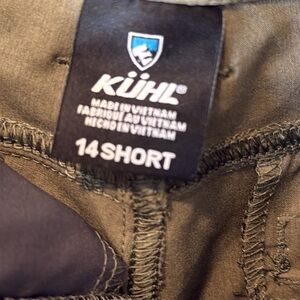 KÜHL®
MADE IN VIETNAM
FABRIQUÉ AU VIETNAM
HECHO EN VIETNAM
14 SHORT